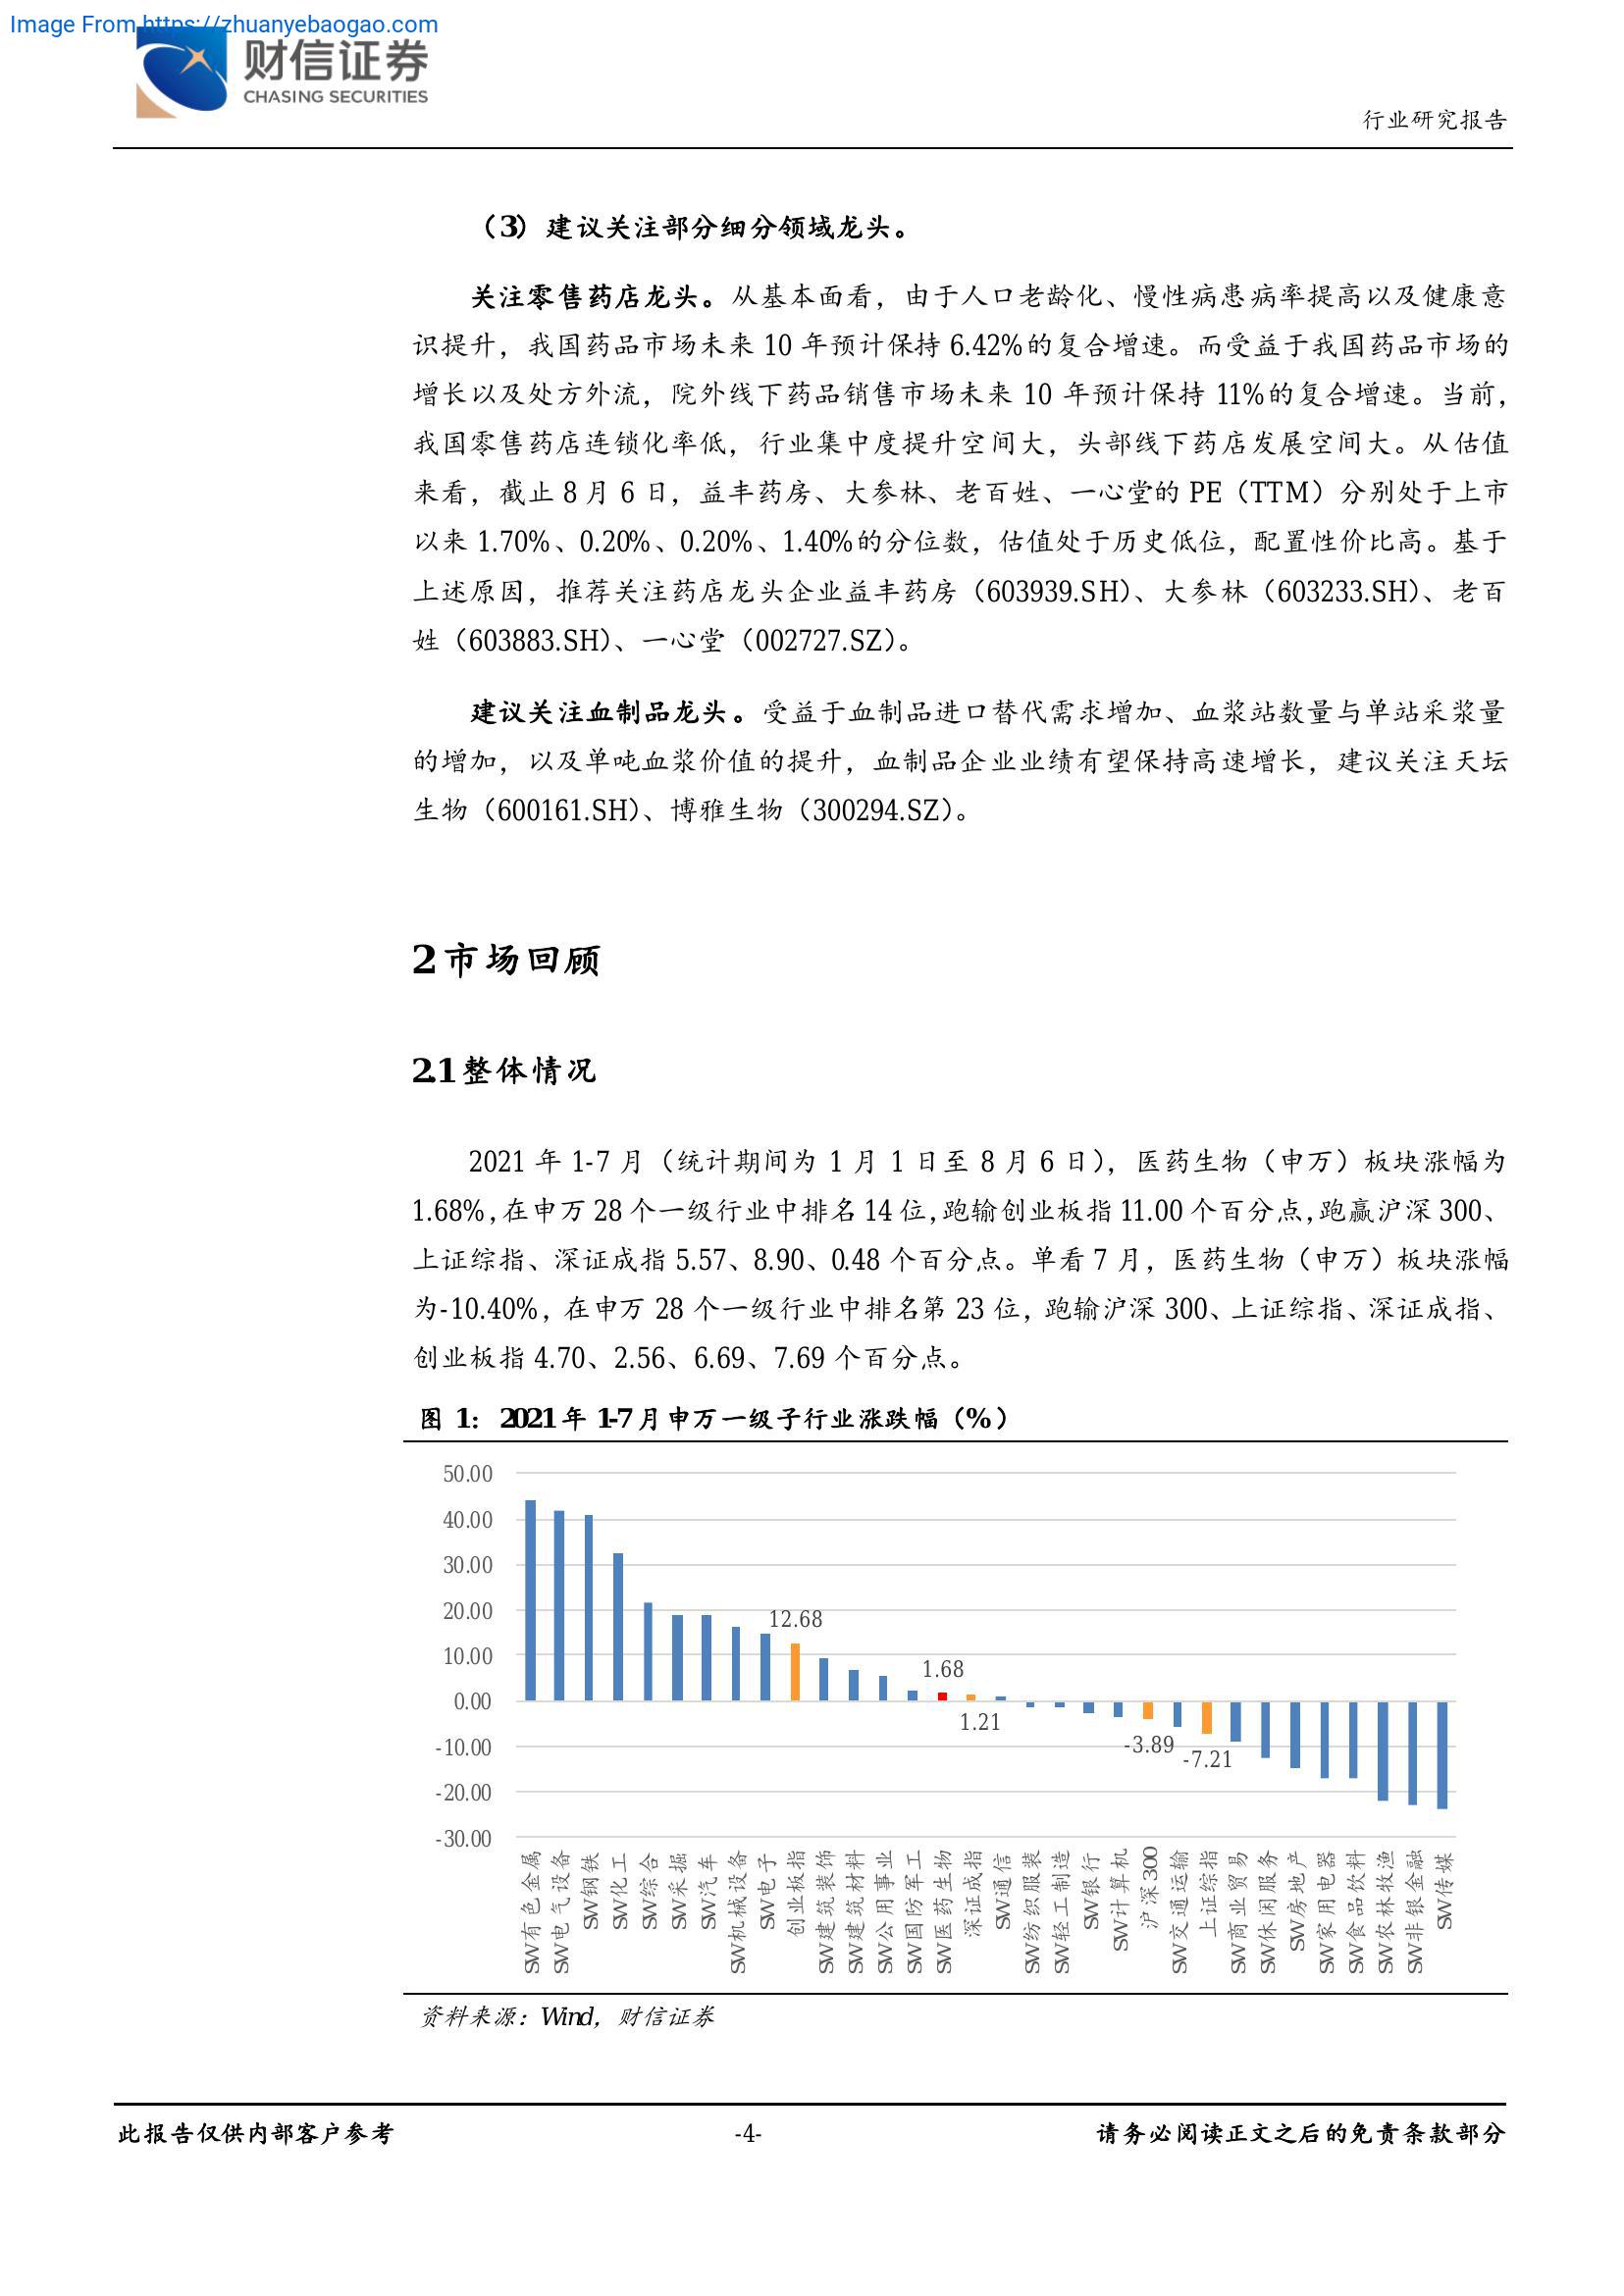 Image From https://zhuanyebaogao.com
财信证券
CHASING SECURITIES
行业研究报告
（3）建议关注部分细分领域龙头。
关注零售药店龙头。从基本面看，由于人口老龄化、慢性病患病率提高以及健康意
识提升，我国药品市场未来 10 年预计保持 6.42%的复合增速。而受益于我国药品市场的
增长以及处方外流，院外线下药品销售市场未来 10 年预计保持 11%的复合增速。当前，
我国零售药店连锁化率低，行业集中度提升空间大，头部线下药店发展空间大。从估值
来看，截止 8 月 6 日，益丰药房、大参林、老百姓、一心堂的 PE（TTM）分别处于上市
以来 1.70%、0.20%、0.20%、1.40%的分位数，估值处于历史低位，配置性价比高。基于
上述原因，推荐关注药店龙头企业益丰药房（603939.SH）、大参林（603233.SH）、老百
姓（603883.SH）、一心堂（002727.SZ）。
建议关注血制品龙头。受益于血制品进口替代需求增加、血浆站数量与单站采浆量
的增加，以及单吨血浆价值的提升，血制品企业业绩有望保持高速增长，建议关注天坛
生物（600161.SH）、博雅生物（300294.SZ）。
2 市场回顾
2.1 整体情况
2021 年 1-7 月（统计期间为 1 月 1 日至 8 月 6 日），医药生物（申万）板块涨幅为
1.68%，在申万 28 个一级行业中排名 14 位，跑输创业板指 11.00 个百分点，跑赢沪深 300、
上证综指、深证成指 5.57、8.90、0.48 个百分点。单看 7 月，医药生物（申万）板块涨幅
为-10.40%，在申万 28 个一级行业中排名第 23 位，跑输沪深 300、上证综指、深证成指、
创业板指 4.70、2.56、6.69、7.69 个百分点。
图 1：2021 年 1-7 月申万一级子行业涨跌幅（%）
50.00
40.00
30.00
20.00
10.00
0.00
-10.00
-20.00
-30.00
12.68
1.68
1.21
-3.89
-7.21
SW有色金属
SW电气设备
SW钢铁
SW化工
SW综合
SW采掘
SW汽车
SW机械设备
SW电子
创业板指
SW建筑装饰
SW建筑材料
SW公用事业
SW国防军工
SW医药生物
深证成指
SW通信
SW纺织服装
SW轻工制造
SW银行
SW计算机
沪深300
SW交通运输
上证综指
SW商业贸易
SW休闲服务
SW房地产
SW家用电器
SW食品饮料
SW农林牧渔
SW非银金融
SW传媒
资料来源：Wind，财信证券
此报告仅供内部客户参考
-4-
请务必阅读正文之后的免责条款部分